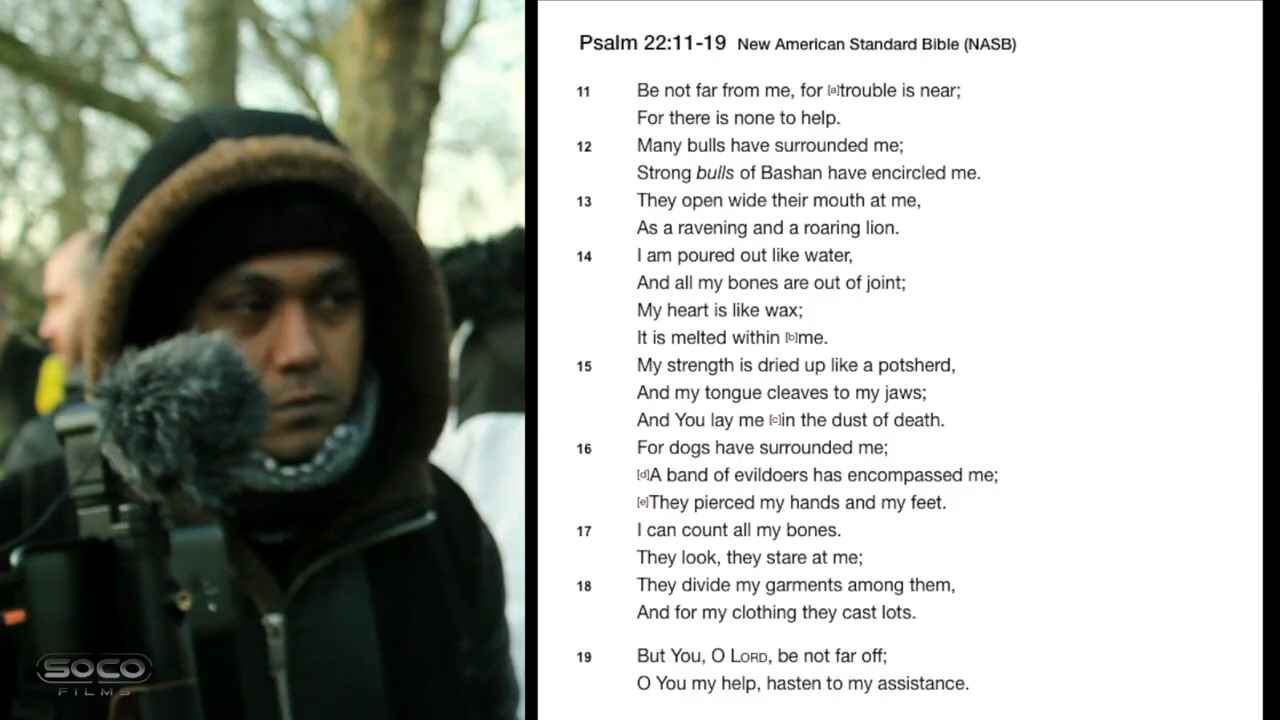 Psalm 22:11-19 New American Standard Bible (NASB)
11 Be not far from me, for [a]trouble is near;
For there is none to help.
12 Many bulls have surrounded me;
Strong bulls of Bashan have encircled me.
13 They open wide their mouth at me,
As a ravening and a roaring lion.
14 I am poured out like water,
And all my bones are out of joint;
My heart is like wax;
It is melted within [b]me.
15 My strength is dried up like a potsherd,
And my tongue cleaves to my jaws;
And You lay me [c]in the dust of death.
16 For dogs have surrounded me;
[d]A band of evildoers has encompassed me;
[e]They pierced my hands and my feet.
17 I can count all my bones.
They look, they stare at me;
18 They divide my garments among them,
And for my clothing they cast lots.
19 But You, O LORD, be not far off;
O You my help, hasten to my assistance.
SOCO
FILMS